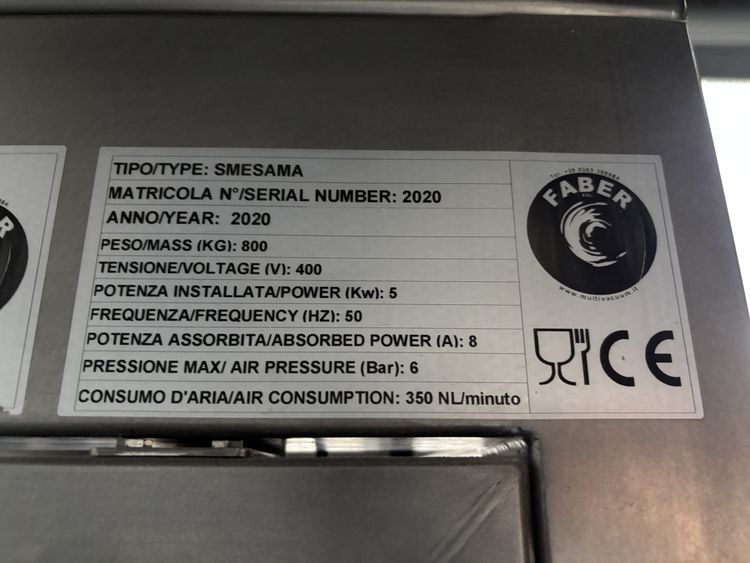 TIPO/TYPE: SMESAMA
MATRICOLA N°/SERIAL NUMBER: 2020
ANNO/YEAR: 2020
PESO/MASS (KG): 800
TENSIONE/VOLTAGE (V): 400
POTENZA INSTALLATA/POWER (Kw): 5
FREQUENZA/FREQUENCY (HZ): 50
POTENZA ASSORBITA/ABSORBED POWER (A): 8
PRESSIONE MAX/ AIR PRESSURE (Bar): 6
CONSUMO D'ARIA/AIR CONSUMPTION: 350 NL/minuto
FABER
www.multivacuum.it
CE